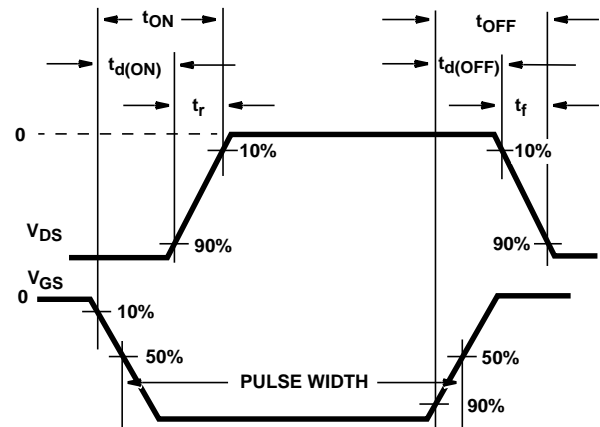 tON
tOFF
td(ON)
td(OFF)
tr
tf
0
10%
10%
VDS
90%
90%
VGS
0
10%
50%
50%
PULSE WIDTH
90%